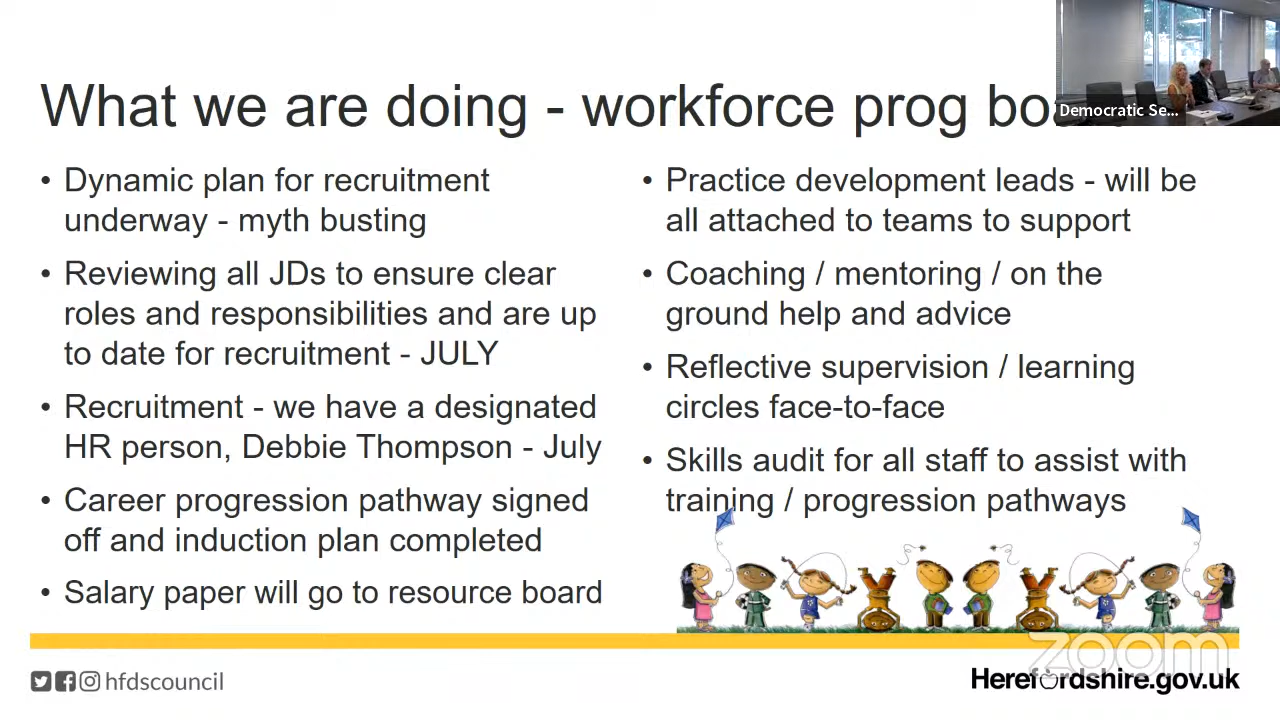 What we are doing - workforce prog bo
Democratic Se...
• Dynamic plan for recruitment
underway - myth busting
• Reviewing all JDs to ensure clear
roles and responsibilities and are up
to date for recruitment - JULY
• Recruitment - we have a designated
HR person, Debbie Thompson - July
• Career progression pathway signed
off and induction plan completed
• Salary paper will go to resource board
• Practice development leads - will be
all attached to teams to support
• Coaching / mentoring / on the
ground help and advice
• Reflective supervision / learning
circles face-to-face
• Skills audit for all staff to assist with
training / progression pathways
hfdscouncil
zoom
Herefordshire.gov.uk